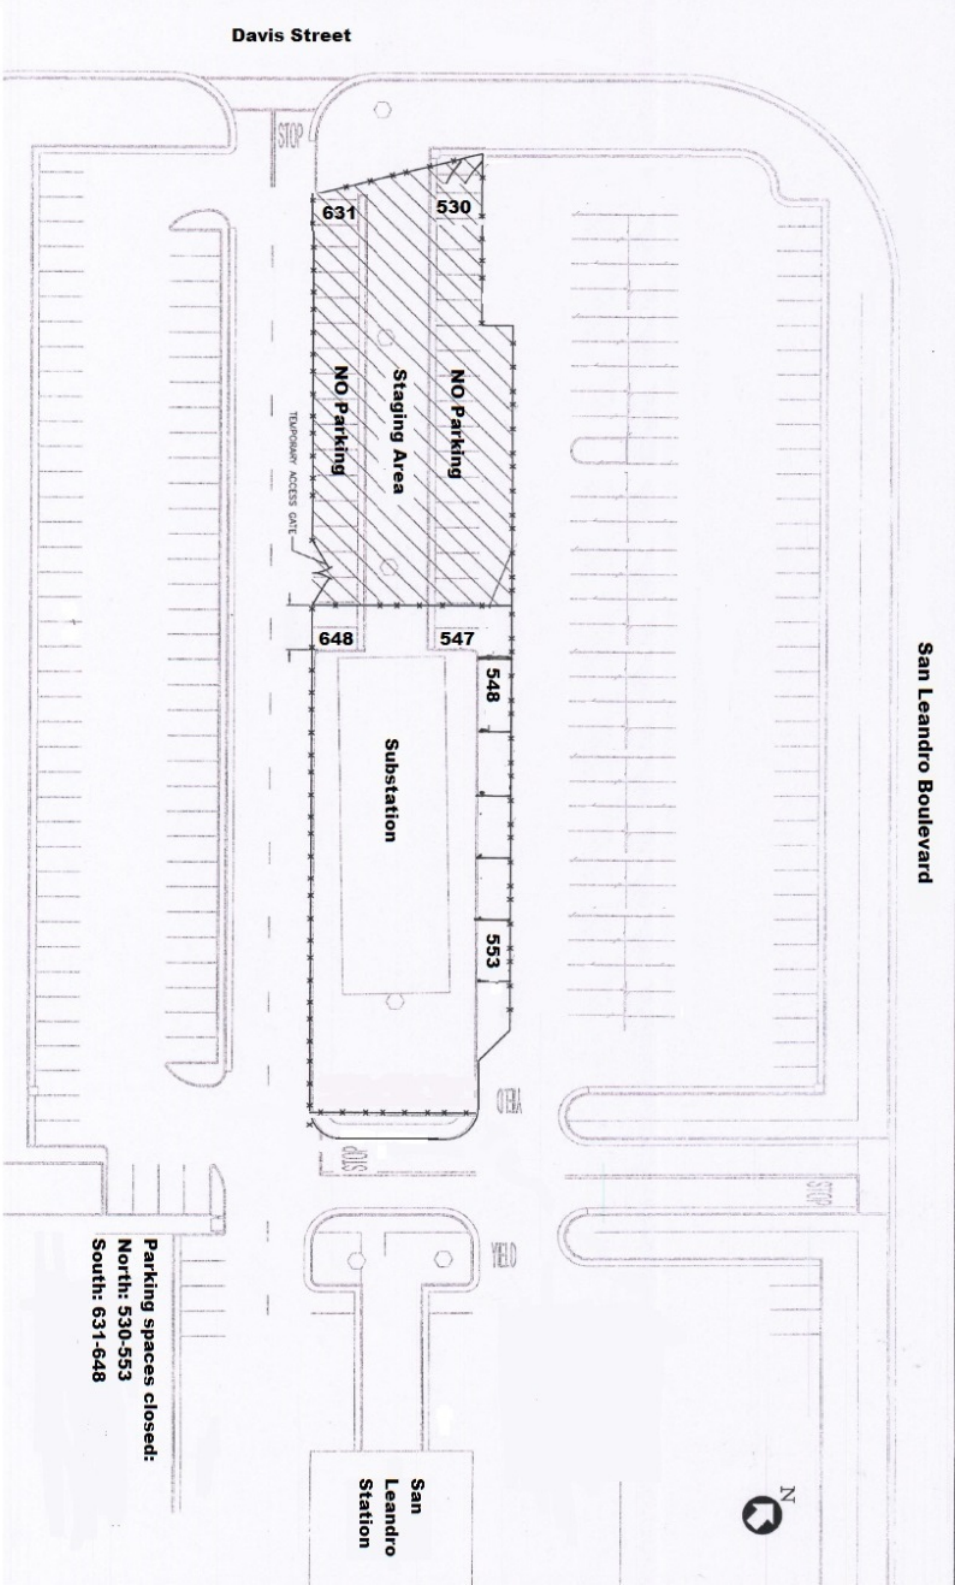 Davis Street
STOP
631
530
NO Parking
Staging Area
NO Parking
TEMPORARY ACCESS GATE
648
547
548
San Leandro Boulevard
Substation
553
YIELD
STOP
STOP
YIELD
Parking spaces closed:
North: 530-553
South: 631-648
San
Leandro
Station
N